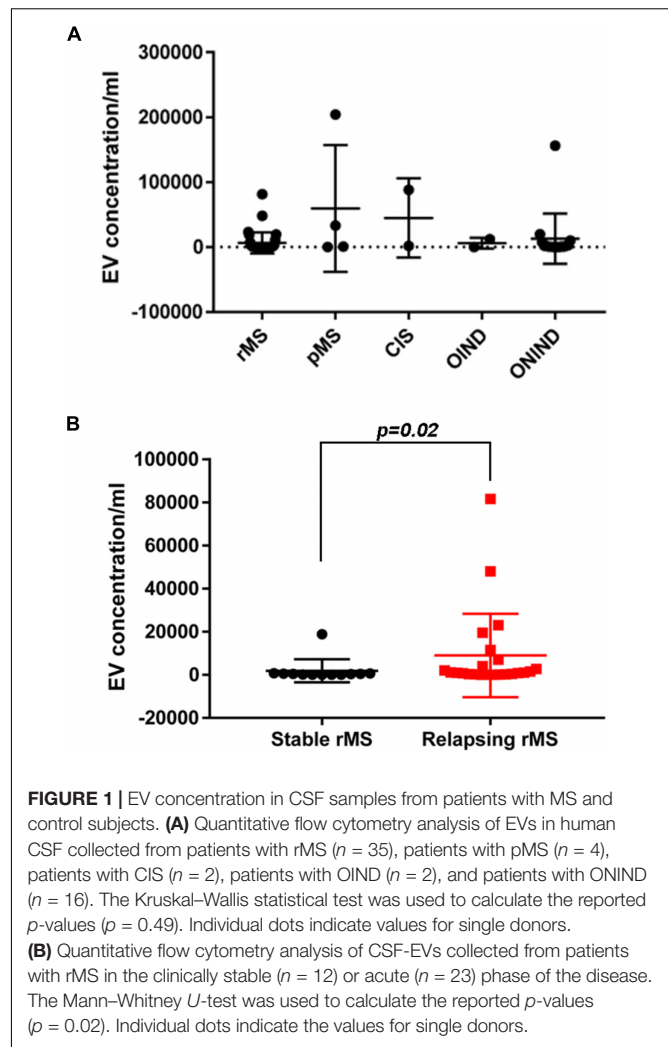 A
EV concentration/ml
300000
200000
100000
0
-100000
rMS
pMS
CIS
OIND
ONIND
B
p=0.02
EV concentration/ml
100000
80000
60000
40000
20000
0
-20000
Stable rMS
Relapsing rMS
FIGURE 1 | EV concentration in CSF samples from patients with MS and
control subjects. (A) Quantitative flow cytometry analysis of EVs in human
CSF collected from patients with rMS (n = 35), patients with pMS (n = 4),
patients with CIS (n = 2), patients with OIND (n = 2), and patients with ONIND
(n = 16). The Kruskal–Wallis statistical test was used to calculate the reported
p-values (p = 0.49). Individual dots indicate values for single donors.
(B) Quantitative flow cytometry analysis of CSF-EVs collected from patients
with rMS in the clinically stable (n = 12) or acute (n = 23) phase of the disease.
The Mann–Whitney U-test was used to calculate the reported p-values
(p = 0.02). Individual dots indicate the values for single donors.